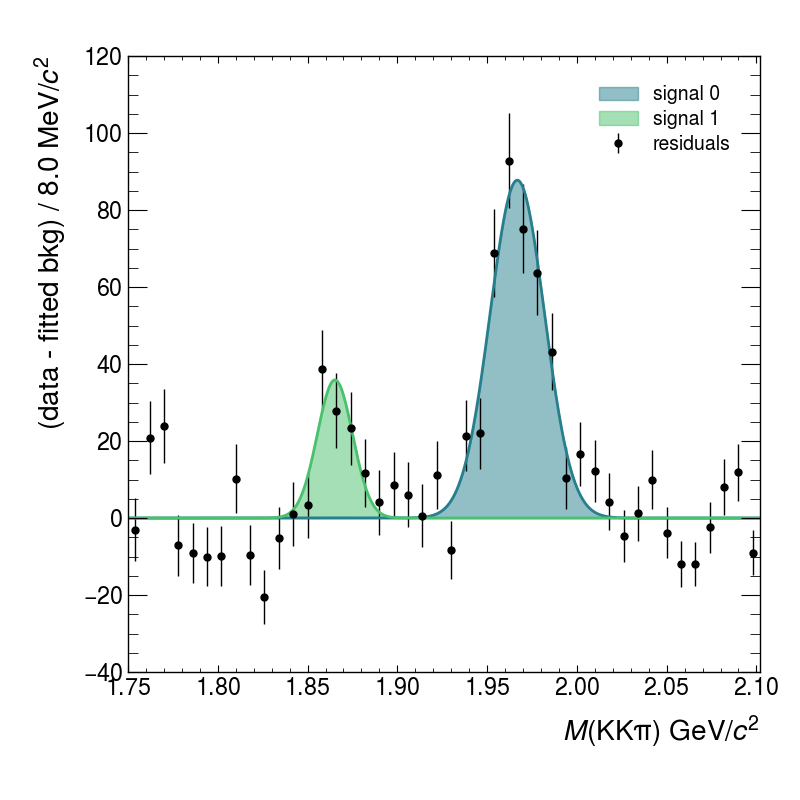 (data - fitted bkg) / 8.0 MeV/c²
120
100
80
60
40
20
0
−20
−40
signal 0
signal 1
residuals
1.75 1.80 1.85 1.90 1.95 2.00 2.05 2.10
M(KKπ) GeV/c²